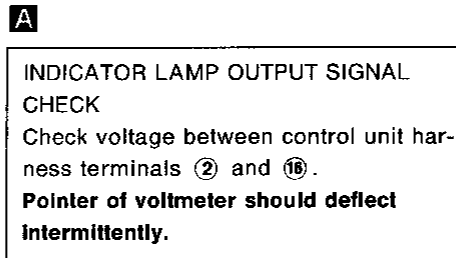 A
INDICATOR LAMP OUTPUT SIGNAL
CHECK
Check voltage between control unit har-
ness terminals ② and ⑯.
Pointer of voltmeter should deflect
intermittently.